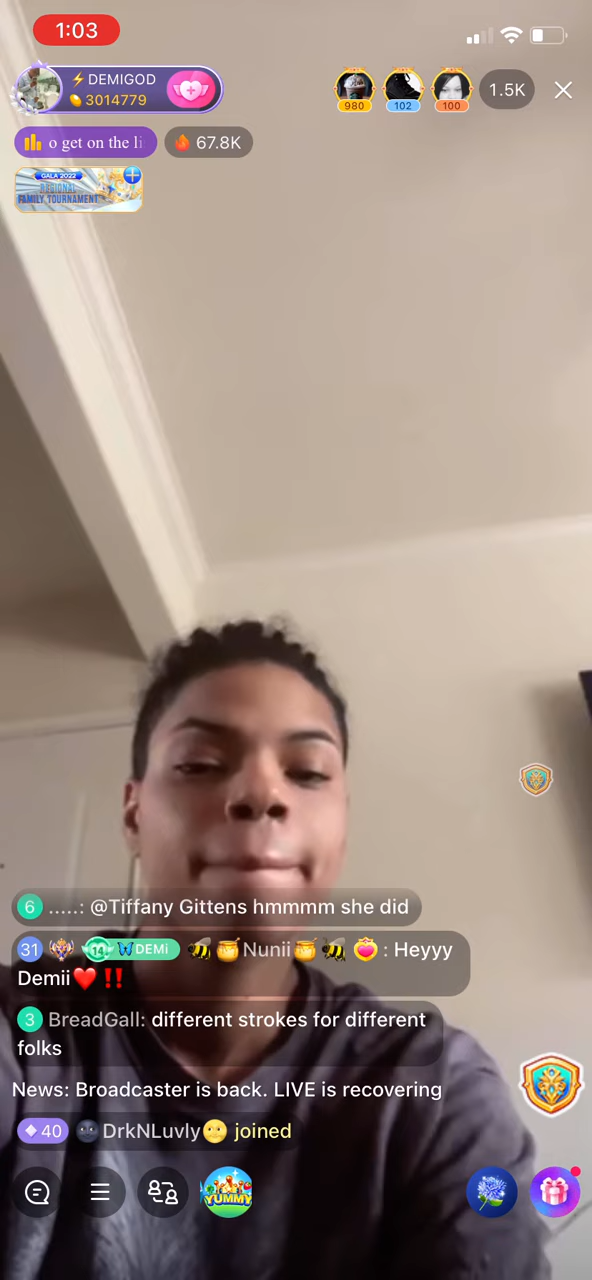 1:03
⚡DEMIGOD
3014779
980
102
100
1.5K
o get on the li
67.8K
GALA 2022
REGIONAL
FAMILY TOURNAMENT
6 .....: @Tiffany Gittens hmmmm she did
31 14 🦋DEMi 🐝🍯Nunii🍯🐝 : Heyyy
Demii❤️‼️
3 BreadGall: different strokes for different
folks
News: Broadcaster is back. LIVE is recovering
40 🌚DrkNLuvly🌝 joined
YUMMY